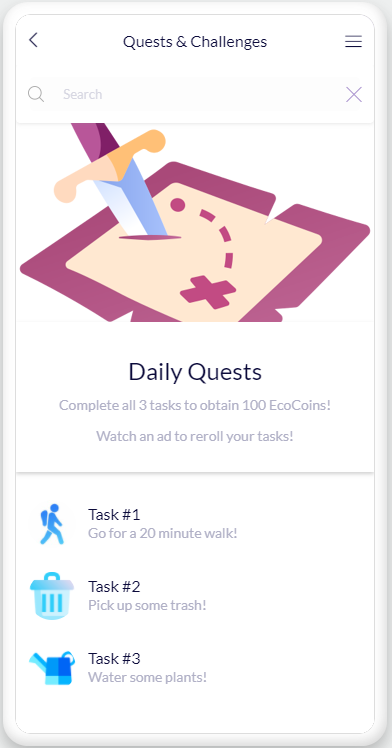 Quests & Challenges
Search
Daily Quests
Complete all 3 tasks to obtain 100 EcoCoins!
Watch an ad to reroll your tasks!
Task #1
Go for a 20 minute walk!
Task #2
Pick up some trash!
Task #3
Water some plants!